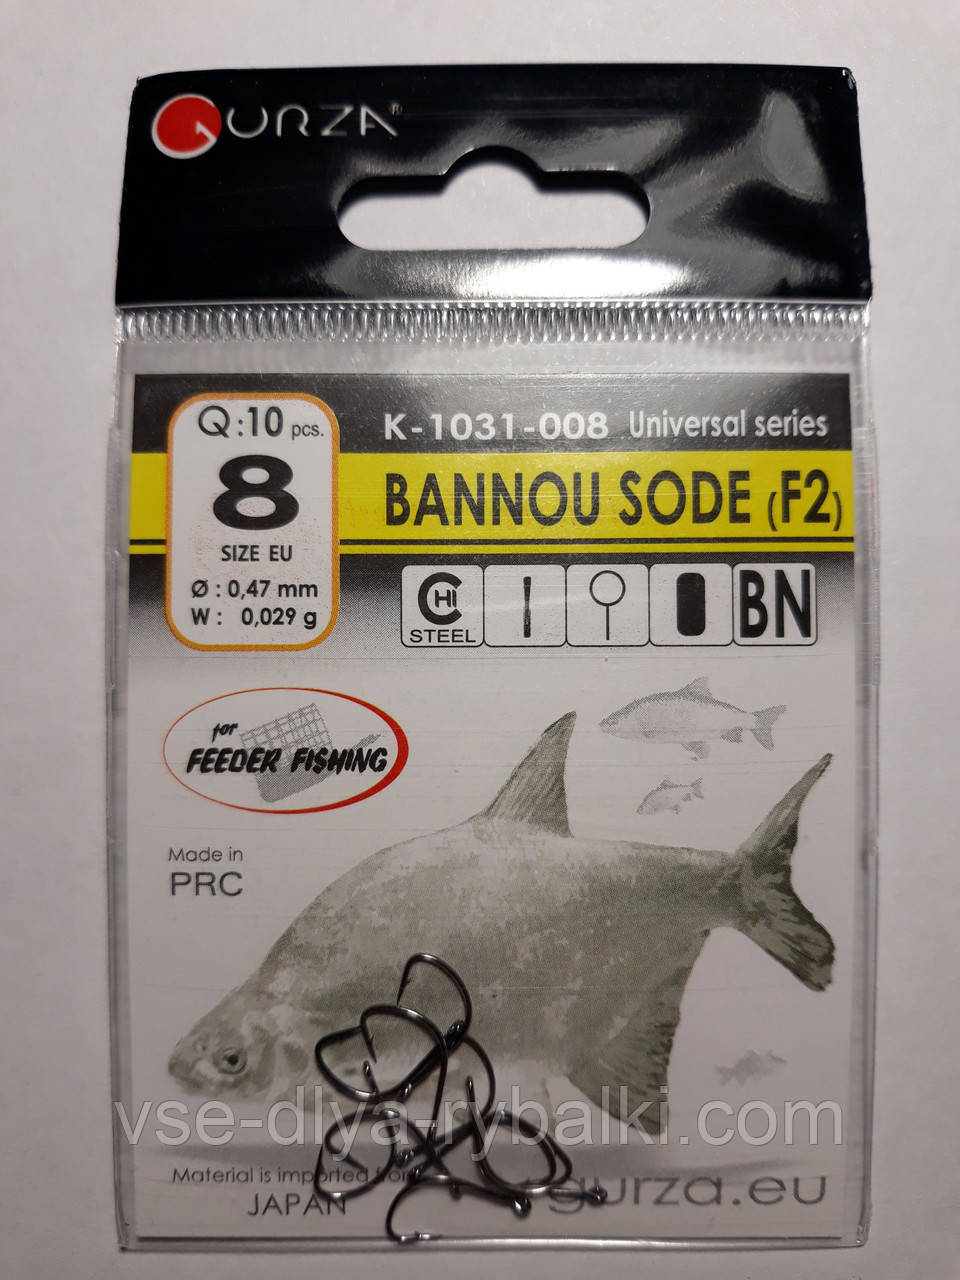 GURZA®
Q:10 pcs.
8
SIZE EU
Ø : 0,47 mm
W : 0,029 g
K-1031-008 Universal series
BANNOU SODE (F2)
C HI
STEEL
BN
for
FEEDER FISHING
Made in
PRC
vse-dlya-rybalki.com
Material is imported from
JAPAN
gurza.eu